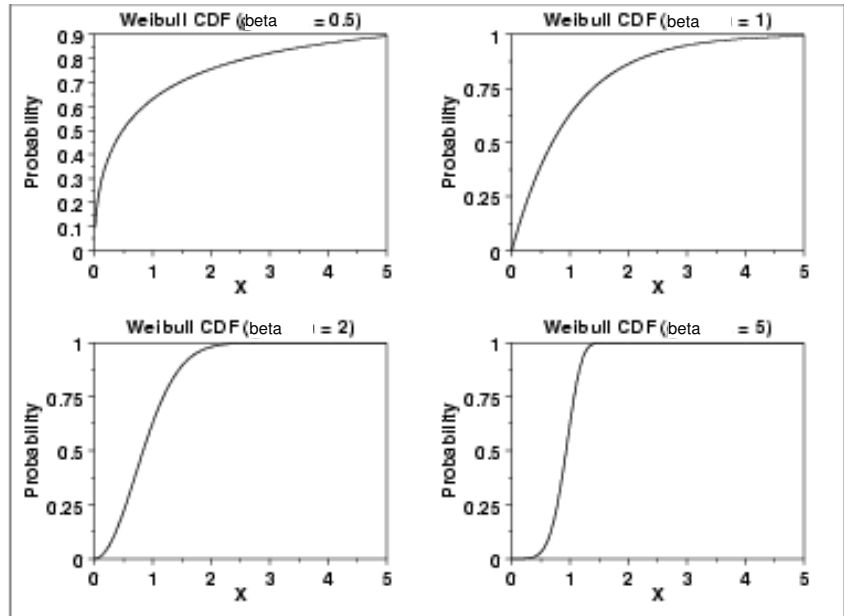 Weibull CDF (beta = 0.5)
0.9
0.8
0.7
0.6
0.5
0.4
0.3
0.2
0.1
0
Probability
0 1 2 3 4 5
X
Weibull CDF (beta = 1)
1
0.75
0.5
0.25
0
Probability
0 1 2 3 4 5
X
Weibull CDF (beta = 2)
1
0.75
0.5
0.25
0
Probability
0 1 2 3 4 5
X
Weibull CDF (beta = 5)
1
0.75
0.5
0.25
0
Probability
0 1 2 3 4 5
X